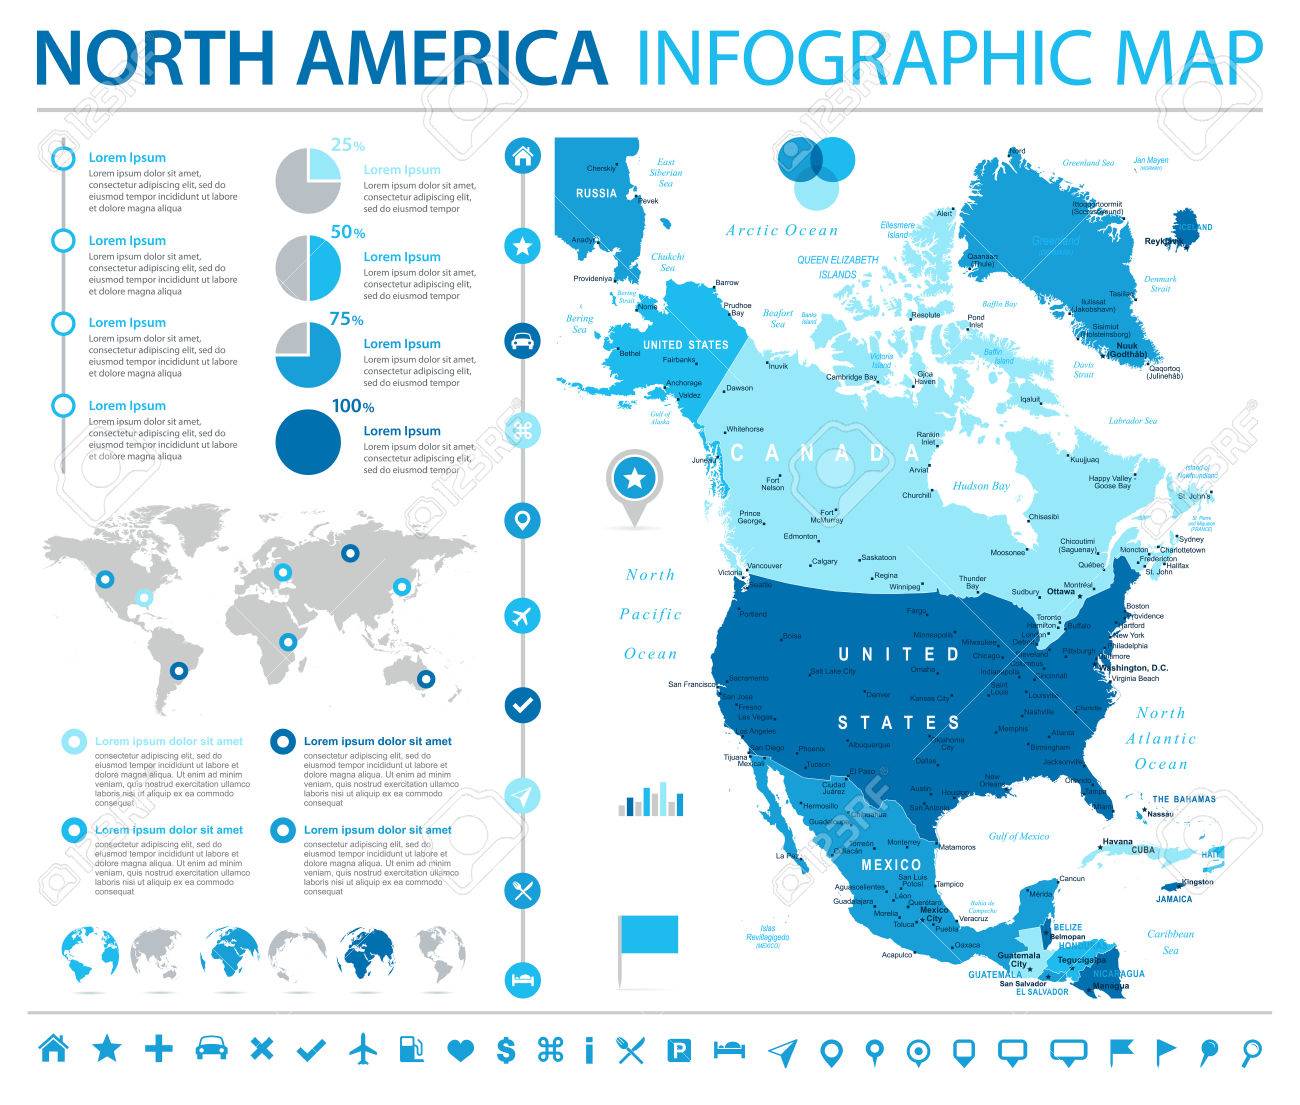 NORTH AMERICA INFOGRAPHIC MAP
Lorem Ipsum
Lorem ipsum dolor sit amet,
consectetur adipiscing elit, sed do
eiusmod tempor incididunt ut labore
et dolore magna aliqua
Lorem Ipsum
Lorem ipsum dolor sit amet,
consectetur adipiscing elit, sed do
eiusmod tempor incididunt ut labore
et dolore magna aliqua
Lorem Ipsum
Lorem ipsum dolor sit amet,
consectetur adipiscing elit, sed do
eiusmod tempor incididunt ut labore
et dolore magna aliqua
Lorem Ipsum
Lorem ipsum dolor sit amet,
consectetur adipiscing elit, sed do
eiusmod tempor incididunt ut labore
et dolore magna aliqua
25%
Lorem Ipsum
Lorem ipsum dolor sit amet,
sed do eiusmod tempor
50%
Lorem Ipsum
Lorem ipsum dolor sit amet,
sed do eiusmod tempor
75%
Lorem Ipsum
Lorem ipsum dolor sit amet,
sed do eiusmod tempor
100%
Lorem Ipsum
Lorem ipsum dolor sit amet,
sed do eiusmod tempor
Lorem ipsum dolor sit amet
consectetur adipiscing elit, sed do
eiusmod tempor incididunt ut labore et
dolore magna aliqua. Ut enim ad minim
veniam, quis nostrud exercitation
ullamco laboris nisi ut aliquip ex ea
commodo consequat
Lorem ipsum dolor sit amet
consectetur adipiscing elit, sed do
eiusmod tempor incididunt ut labore et
dolore magna aliqua. Ut enim ad minim
veniam, quis nostrud exercitation
ullamco laboris nisi ut aliquip ex ea
commodo consequat
Lorem ipsum dolor sit amet
consectetur adipiscing elit, sed do
eiusmod tempor incididunt ut labore et
dolore magna aliqua. Ut enim ad minim
veniam, quis nostrud exercitation
ullamco laboris nisi ut aliquip ex ea
commodo consequat
Lorem ipsum dolor sit amet
consectetur adipiscing elit, sed do
eiusmod tempor incididunt ut labore et
dolore magna aliqua. Ut enim ad minim
veniam, quis nostrud exercitation
ullamco laboris nisi ut aliquip ex ea
commodo consequat
Cherskiy
RUSSIA
Pevek
Anadyr
Provideniya
East
Siberian
Sea
Chukchi
Sea
Bering
Strait
Bering
Sea
Arctic Ocean
Beafort
Sea
Nord
Greenland Sea
Jan Mayen
Ittoqqortoormiit
(Scoresbysund)
Greenland
ICELAND
Reykjavik
Denmark
Strait
Alert
Ellesmere
Island
QUEEN ELIZABETH
ISLANDS
Qaanaaq
(Thule)
Tasiilaq
Ilulissat
(Jakobshavn)
Sisimiut
(Holsteinsborg)
Nuuk
(Godthåb)
Qaqortoq
(Julinehåb)
Baffin Bay
Davis
Strait
Banks
Island
Victoria
Island
Baffin
Island
Resolute
Pond
Inlet
Barrow
Prudhoe
Bay
Nome
UNITED STATES
Bethel
Fairbanks
Anchorage
Valdez
Gulf of
Alaska
Juneau
Inuvik
Dawson
Whitehorse
Cambridge Bay
Gjoa
Haven
Iqaluit
Labrador Sea
CANADA
Rankin
Inlet
Arviat
Churchill
Hudson Bay
Kuujjuaq
Happy Valley
Goose Bay
Island of
Newfoundland
St. John's
St. Pierre
and Miquelon
(FRANCE)
Fort
Nelson
Prince
George
Fort
McMurray
Edmonton
Calgary
Saskatoon
Regina
Winnipeg
Vancouver
Victoria
Chisasibi
Moosonee
Thunder
Bay
Sudbury
Chicoutimi
(Saguenay)
Québec
Montréal
Ottawa
Toronto
Hamilton
London
Moncton
Charlottetown
Sydney
Fredericton
Halifax
St. John
North
Pacific
Ocean
Seattle
Portland
Boise
Fargo
Minneapolis
Milwaukee
Chicago
Detroit
Cleveland
Columbus
Buffalo
Pittsburgh
Boston
Providence
Hartford
New York
Philadelphia
Baltimore
Washington, D.C.
Virginia Beach
UNITED
STATES
Salt Lake City
Omaha
Indianapolis
Cincinnati
Saint
Louis
Louisville
Sacramento
San Francisco
San Jose
Fresno
Las Vegas
Los Angeles
San Diego
Denver
Kansas City
Nashville
Charlotte
Memphis
Atlanta
Birmingham
Phoenix
Tucson
Albuquerque
Oklahoma
City
Dallas
El Paso
Austin
Houston
San Antonio
New
Orleans
Jacksonville
Orlando
Tampa
Miami
North
Atlantic
Ocean
Tijuana
Mexicali
Ciudad
Juárez
Hermosillo
Chihuahua
Guadeloupe
Torreón
Monterrey
Matamoros
Culiacán
La Paz
MEXICO
San Luis
Potosí
Tampico
Aguascalientes
Guadalajara
Léon
Querétaro
Morelia
Mexico
City
Toluca
Puebla
Veracruz
Oaxaca
Acapulco
Mérida
Cancun
Gulf of Mexico
Bahía de
Campeche
Islas
Revillegigedo
(MEXICO)
THE BAHAMAS
Nassau
Havana
CUBA
HAITI
Kingston
JAMAICA
Caribbean
Sea
BELIZE
Belmopan
HONDURAS
Guatemala
City
Tegucigalpa
GUATEMALA
San Salvador
EL SALVADOR
NICARAGUA
Managua
$
i
P
123RF